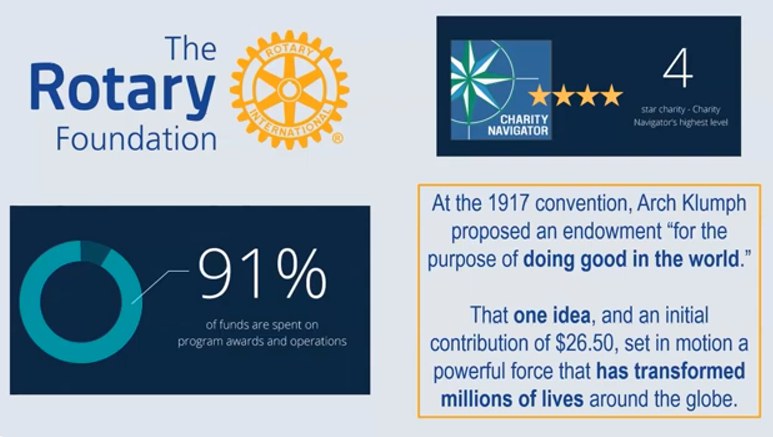 The
Rotary
Foundation
ROTARY
INTERNATIONAL
®
CHARITY
NAVIGATOR
4
star charity - Charity
Navigator's highest level
91%
of funds are spent on
program awards and operations
At the 1917 convention, Arch Klumph
proposed an endowment “for the
purpose of doing good in the world.”
That one idea, and an initial
contribution of $26.50, set in motion a
powerful force that has transformed
millions of lives around the globe.